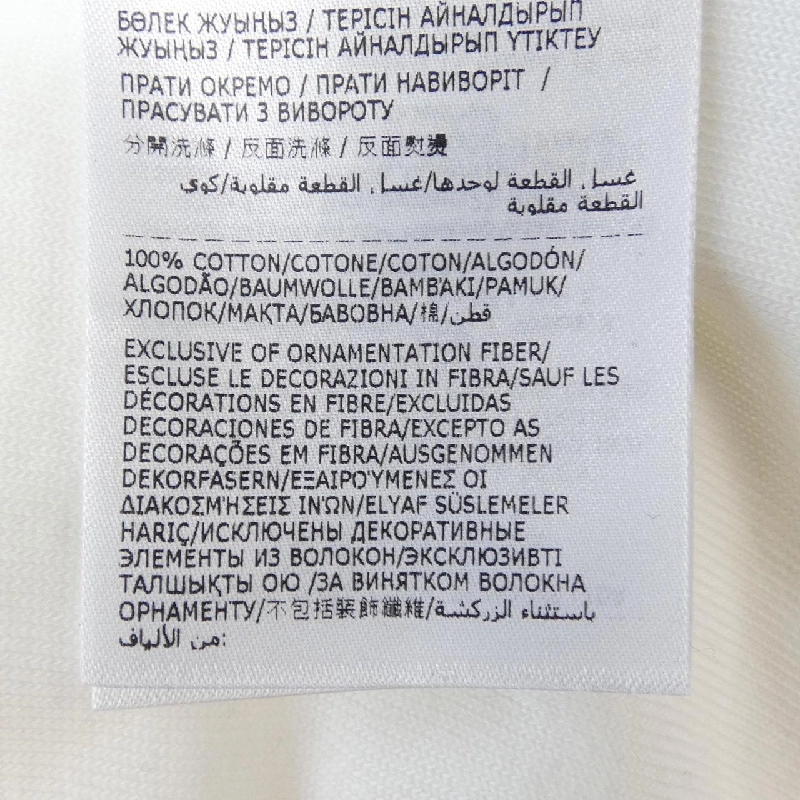 БӨЛЕК ЖУЫҢЫЗ / ТЕРІСІН АЙНАЛДЫРЫП
ЖУЫҢЫЗ / ТЕРІСІН АЙНАЛДЫРЫП ҮТІКТЕУ
ПРАТИ ОКРЕМО / ПРАТИ НАВИВОРІТ /
ПРАСУВАТИ З ВИВОРОТУ
分開洗滌 / 反面洗滌 / 反面熨燙
غسل القطعة لوحدها/غسل القطعة مقلوبة/كوي
القطعة مقلوبة
100% COTTON/COTONE/COTON/ALGODÓN/
ALGODÃO/BAUMWOLLE/ΒΑΜΒΆΚΙ/PAMUK/
ХЛОПОК/МАҚТА/БАВОВНА/棉/قطن
EXCLUSIVE OF ORNAMENTATION FIBER/
ESCLUSE LE DECORAZIONI IN FIBRA/SAUF LES
DÉCORATIONS EN FIBRE/EXCLUIDAS
DECORACIONES DE FIBRA/EXCEPTO AS
DECORAÇÕES EM FIBRA/AUSGENOMMEN
DEKORFASERN/ΕΞΑΙΡΟΎΜΕΝΕΣ ΟΙ
ΔΙΑΚΟΣΜΉΣΕΙΣ ΙΝΏΝ/ELYAF SÜSLEMELER
HARİÇ/ИСКЛЮЧЕНЫ ДЕКОРАТИВНЫЕ
ЭЛЕМЕНТЫ ИЗ ВОЛОКОН/ЭКСКЛЮЗИВТІ
ТАЛШЫҚТЫ ОЮ /ЗА ВИНЯТКОМ ВОЛОКНА
ОРНАМЕНТУ/不包括裝飾纖維/باستثناء الزركشة
من الألياف: